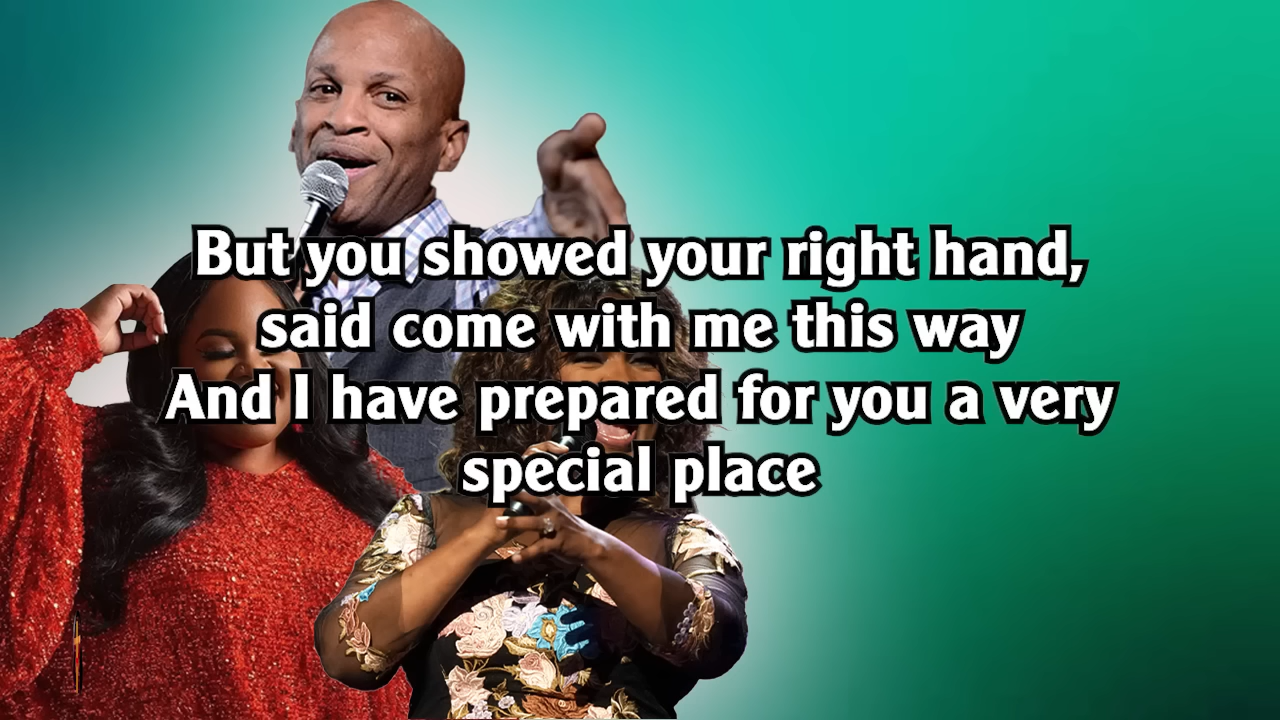 But you showed your right hand,
said come with me this way
And I have prepared for you a very
special place